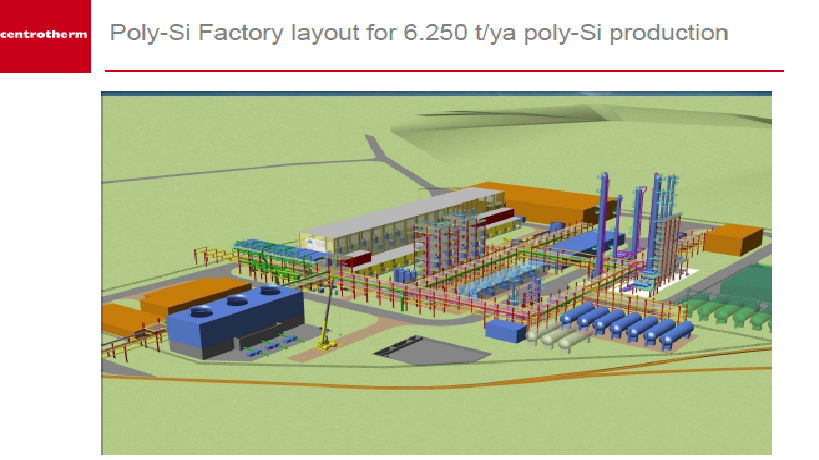 centrotherm
Poly-Si Factory layout for 6.250 t/ya poly-Si production